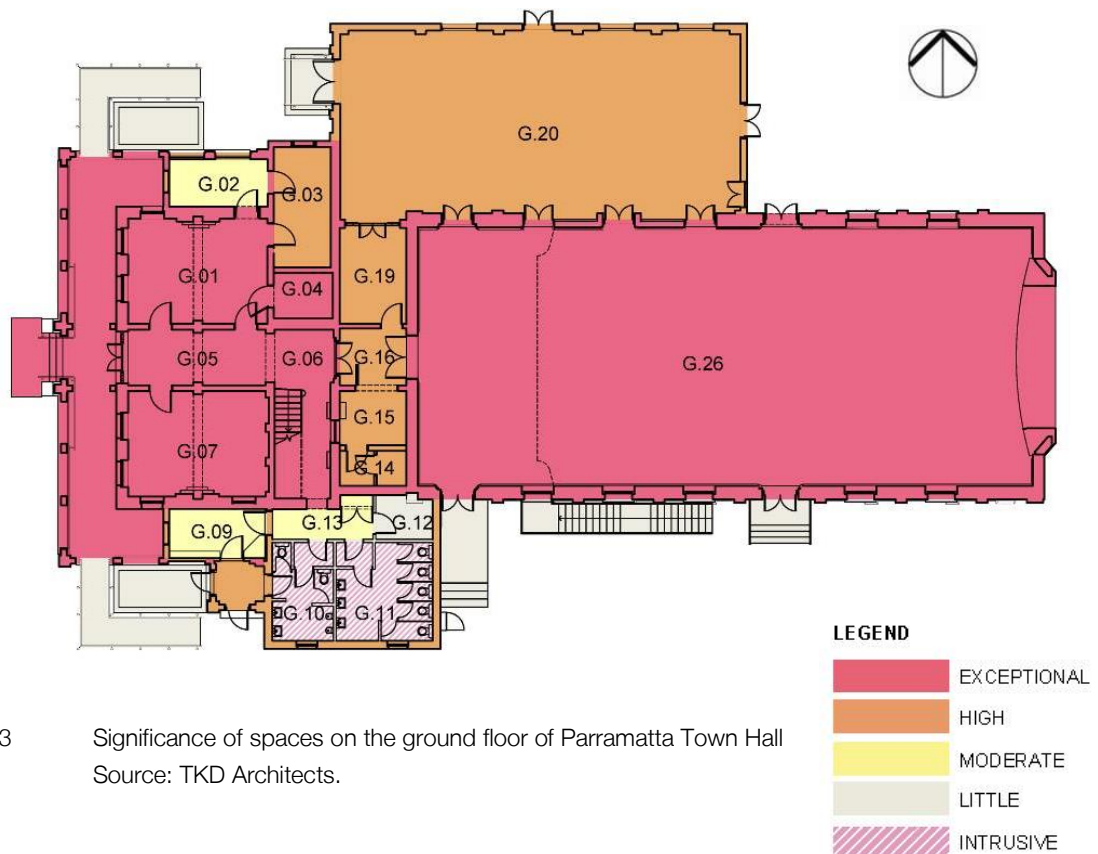 G.20
G.02
G.03
G.01
G.04
G.19
G.05
G.06
G.16
G.26
G.07
G.15
G.14
G.09
G.13
G.12
G.10
G.11
LEGEND
EXCEPTIONAL
HIGH
MODERATE
LITTLE
INTRUSIVE
3 Significance of spaces on the ground floor of Parramatta Town Hall
Source: TKD Architects.